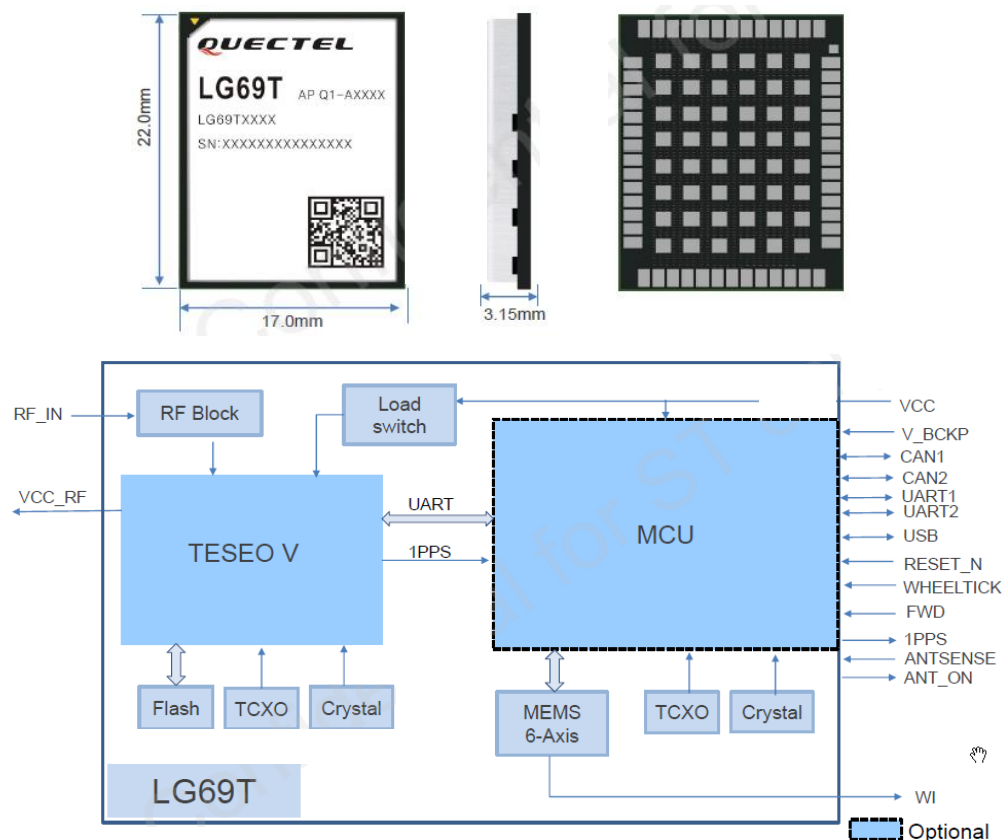 QUECTEL
LG69T AP Q1-AXXXX
LG69TXXXX
SN:XXXXXXXXXXXXXXX
22.0mm
17.0mm
3.15mm
RF_IN
RF Block
Load
switch
VCC
V_BCKP
CAN1
CAN2
UART1
UART2
USB
RESET_N
WHEELTICK
FWD
1PPS
ANTSENSE
ANT_ON
VCC_RF
TESEO V
UART
1PPS
MCU
Flash
TCXO
Crystal
MEMS
6-Axis
TCXO
Crystal
LG69T
WI
Optional